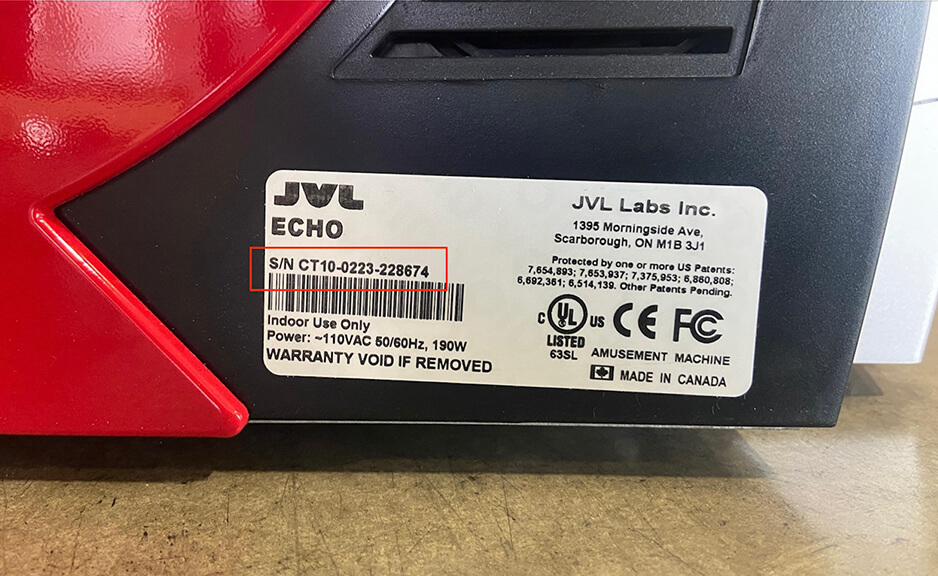 JVL
ECHO
S/N CT10-0223-228674
Indoor Use Only
Power: ~110VAC 50/60Hz, 190W
WARRANTY VOID IF REMOVED
JVL Labs Inc.
1395 Morningside Ave,
Scarborough, ON M1B 3J1
Protected by one or more US Patents:
7,654,893; 7,653,937; 7,375,953; 6,860,808;
6,692,361; 6,514,139. Other Patents Pending.
C UL US CE FC
LISTED
63SL AMUSEMENT MACHINE
MADE IN CANADA